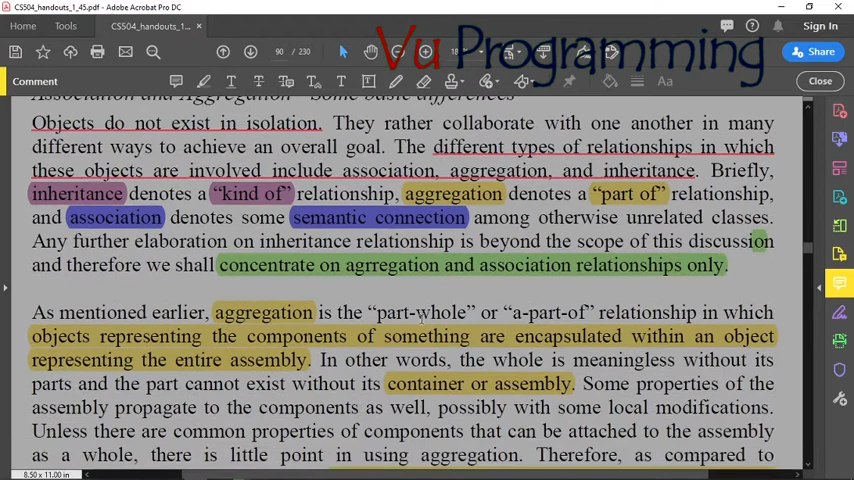 CS504_handouts_1_45.pdf - Adobe Acrobat Pro DC
Vu Programming
Home Tools CS504_handouts_1_... × Sign In
90 / 230 Share
Comment Close
Association and Aggregation - Some basic differences
Objects do not exist in isolation. They rather collaborate with one another in many
different ways to achieve an overall goal. The different types of relationships in which
these objects are involved include association, aggregation, and inheritance. Briefly,
inheritance denotes a “kind of” relationship, aggregation denotes a “part of” relationship,
and association denotes some semantic connection among otherwise unrelated classes.
Any further elaboration on inheritance relationship is beyond the scope of this discussion
and therefore we shall concentrate on agrregation and association relationships only.
As mentioned earlier, aggregation is the “part-whole” or “a-part-of” relationship in which
objects representing the components of something are encapsulated within an object
representing the entire assembly. In other words, the whole is meaningless without its
parts and the part cannot exist without its container or assembly. Some properties of the
assembly propagate to the components as well, possibly with some local modifications.
Unless there are common properties of components that can be attached to the assembly
as a whole, there is little point in using aggregation. Therefore, as compared to
8.50 x 11.00 in